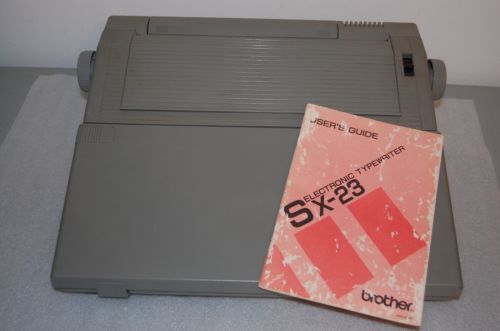 USER'S GUIDE
ELECTRONIC TYPEWRITER
SX-23
brother